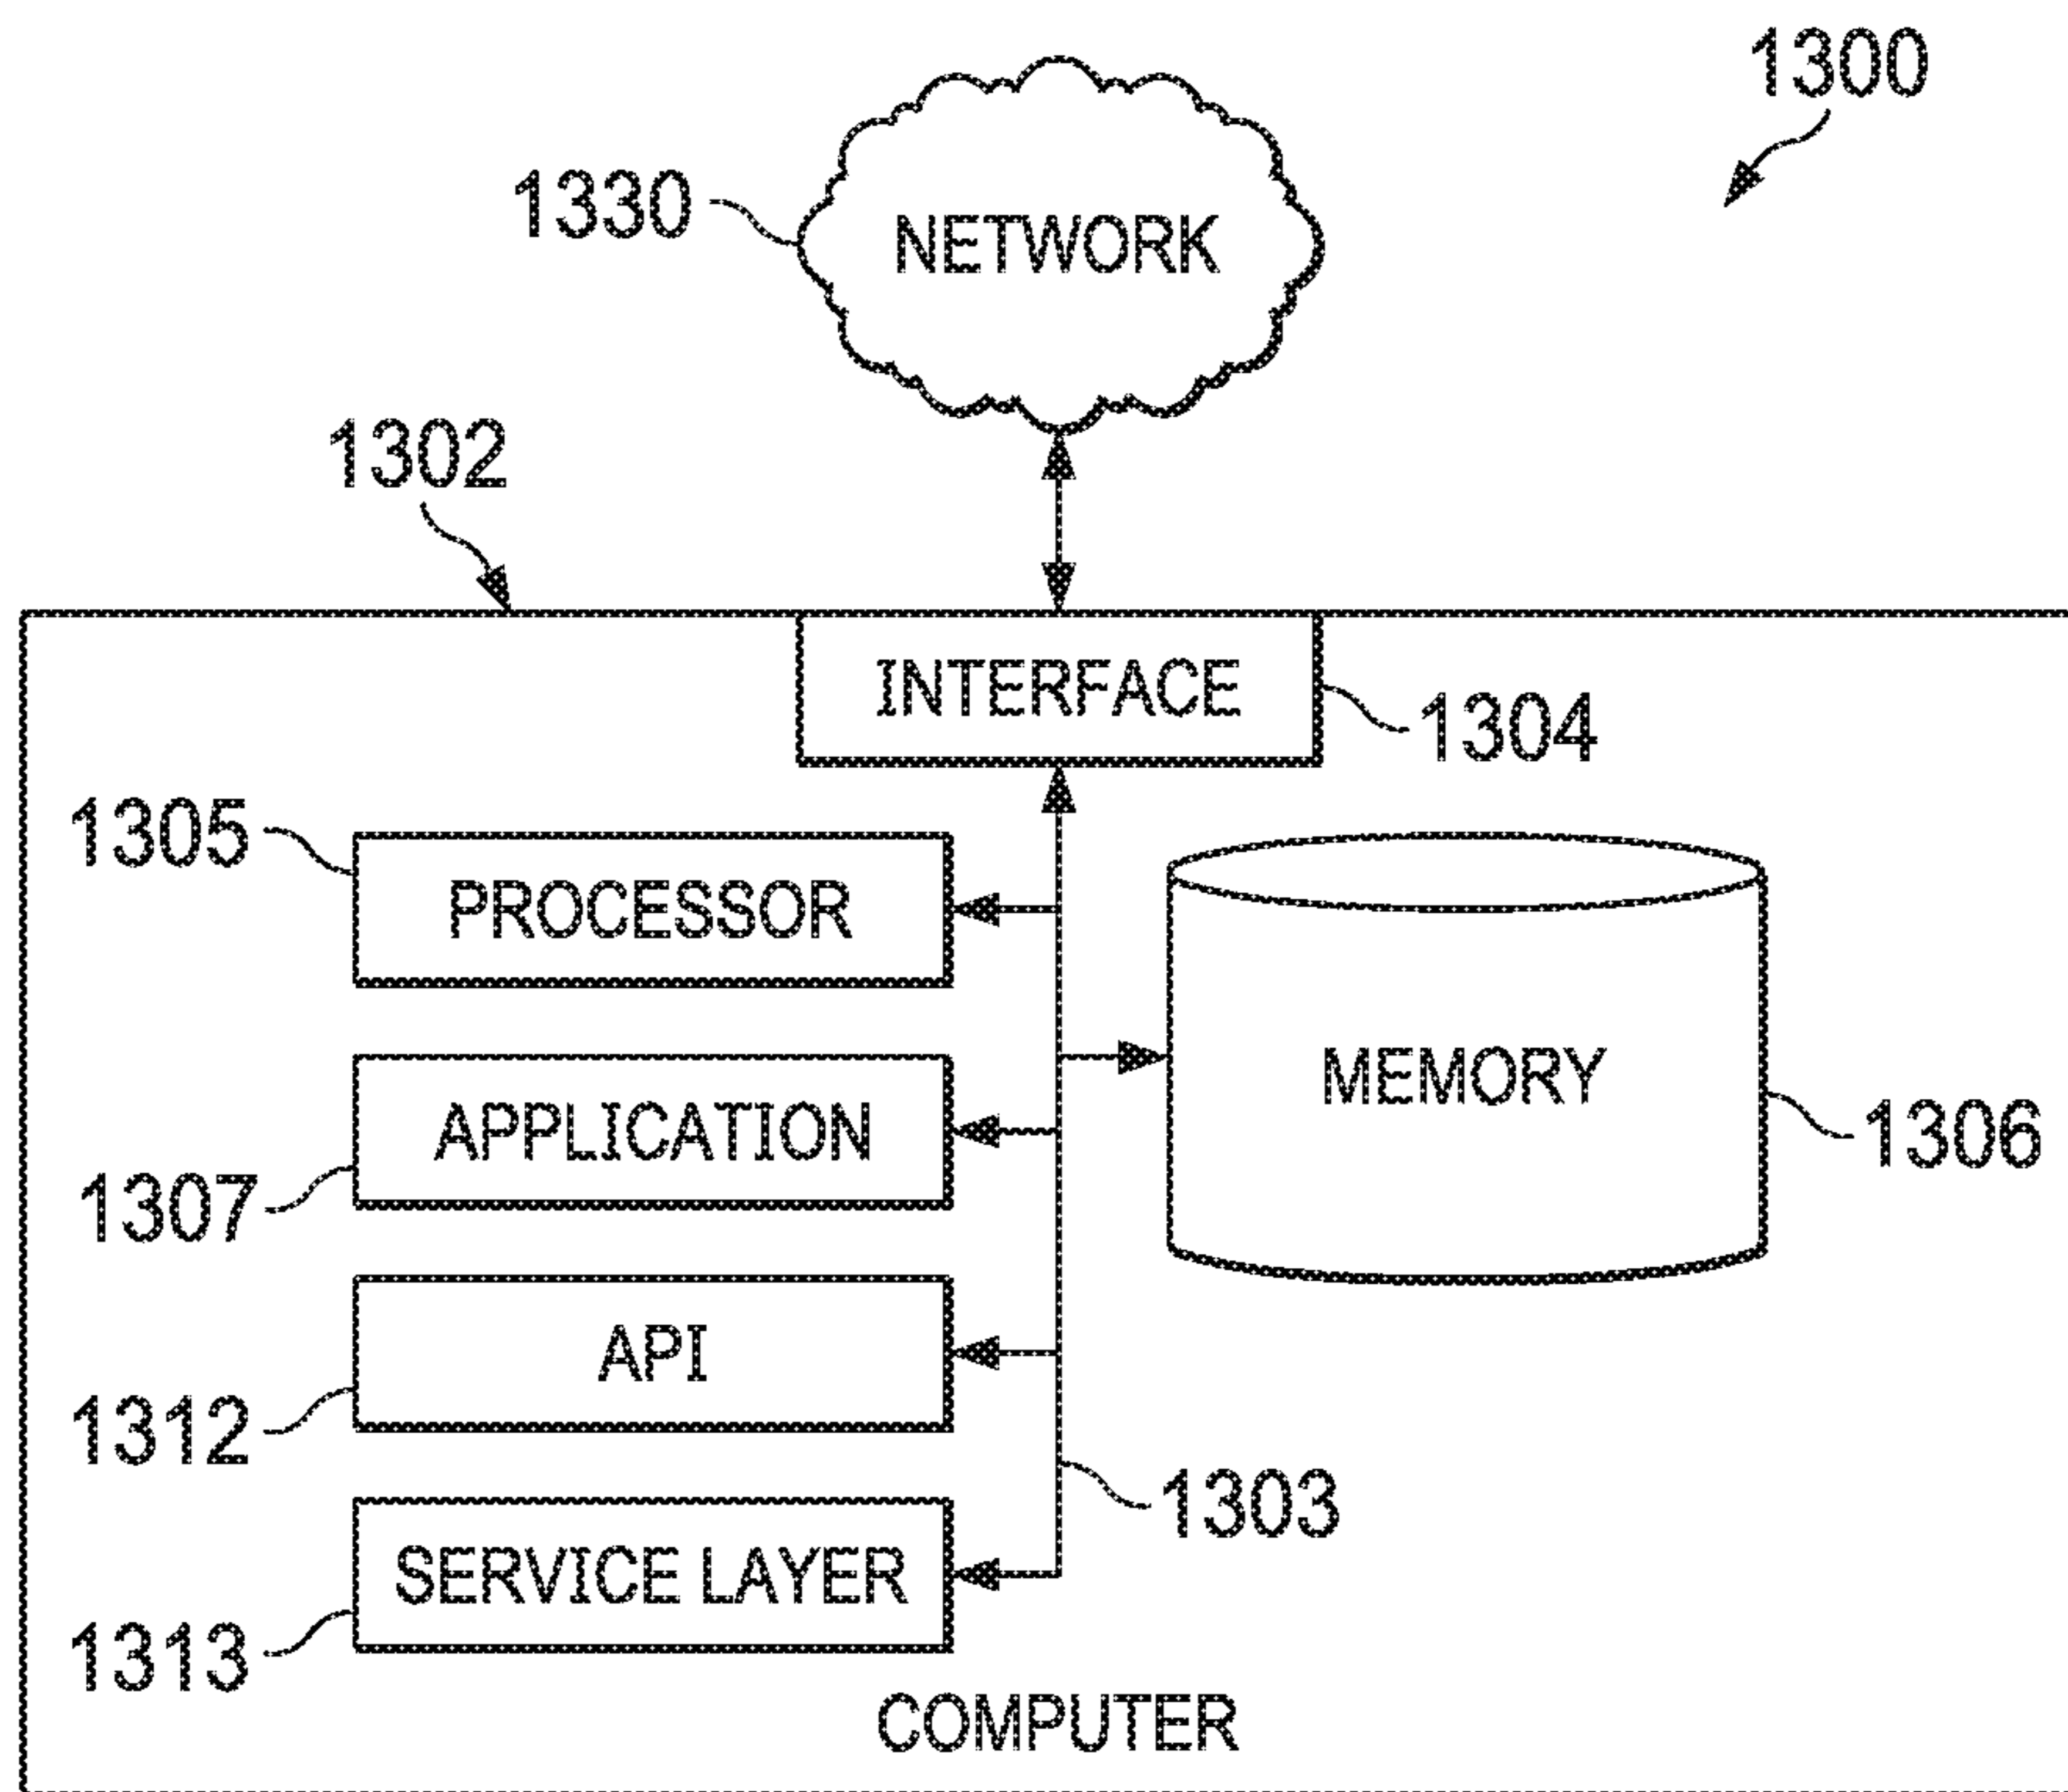 1300
1330
NETWORK
1302
INTERFACE
1304
1305
PROCESSOR
MEMORY
1306
APPLICATION
1307
API
1312
1303
SERVICE LAYER
1313
COMPUTER